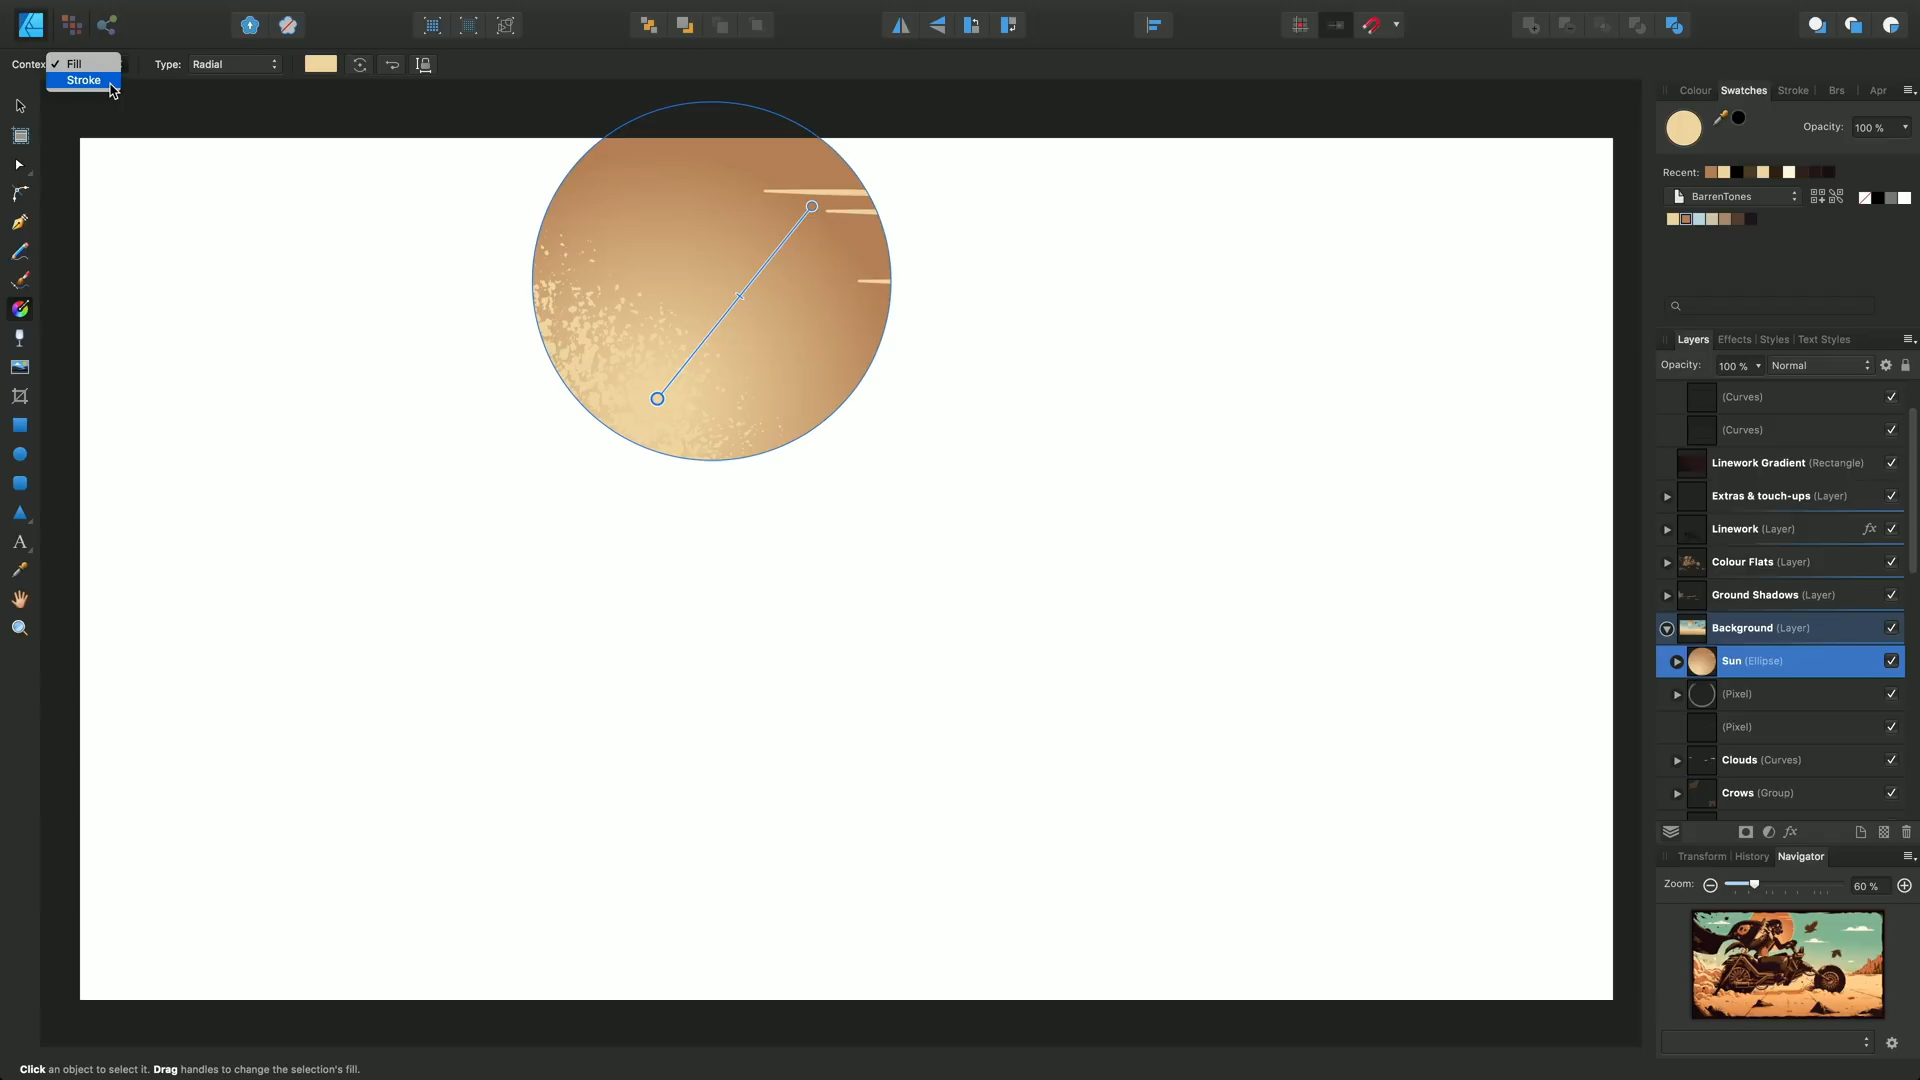 Contex
Fill
Stroke
Type:
Radial
Colour
Swatches
Stroke
Brs
Apr
Opacity:
100 %
Recent:
BarrenTones
Layers
Effects
Styles
Text Styles
Opacity:
100 %
Normal
(Curves)
(Curves)
Linework Gradient (Rectangle)
Extras & touch-ups (Layer)
Linework (Layer)
fx
Colour Flats (Layer)
Ground Shadows (Layer)
Background (Layer)
Sun (Ellipse)
(Pixel)
(Pixel)
Clouds (Curves)
Crows (Group)
fx
Transform
History
Navigator
Zoom:
60 %
A
Click an object to select it. Drag handles to change the selection's fill.